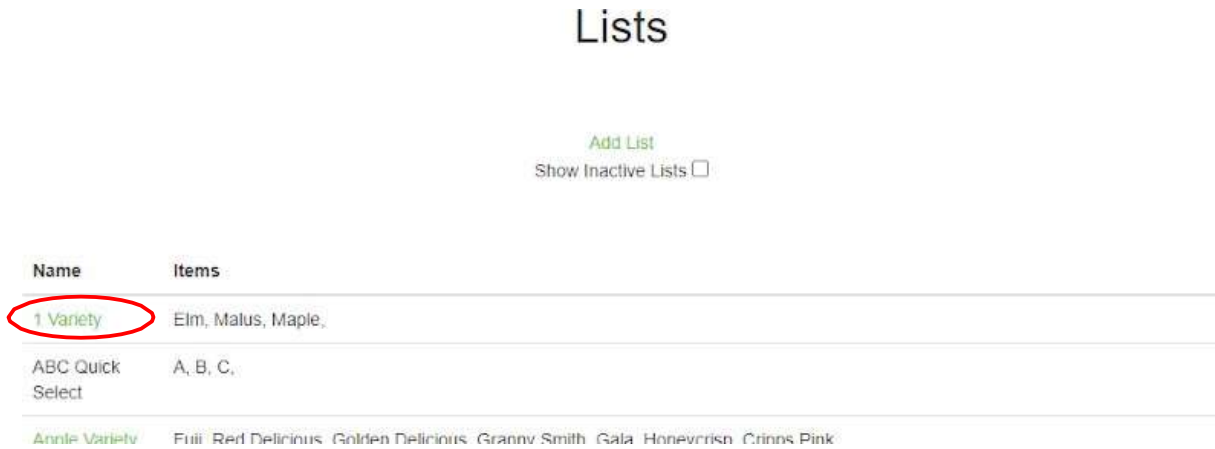 Lists
Add List
Show Inactive Lists
Name Items
1 Variety Elm, Malus, Maple,
ABC Quick A, B, C,
Select
Apple Variety Fuji, Red Delicious, Golden Delicious, Granny Smith, Gala, Honeycrisp, Cripps Pink